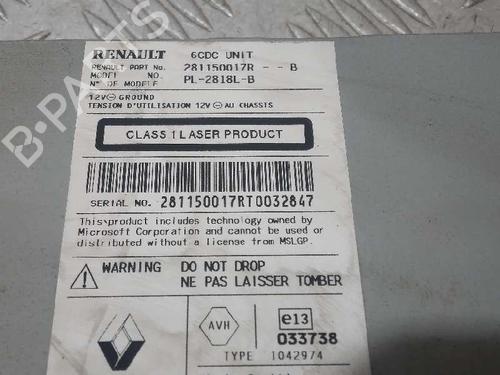 RENAULT 6CDC UNIT
RENAULT PART No. 281150017R - - B
MODEL NO. PL-2818L-B
N° DE MODELE
12V GROUND
TENSION D'UTILISATION 12V AU CHASSIS
CLASS 1 LASER PRODUCT
SERIAL NO. 281150017RT0032847
This product includes technology owned by
Microsoft Corporation and cannot be used or
distributed without a license from MSLGP.
WARNING DO NOT DROP
NE PAS LAISSER TOMBER
AVH e13
033738
TYPE 1042974
B-PARTS